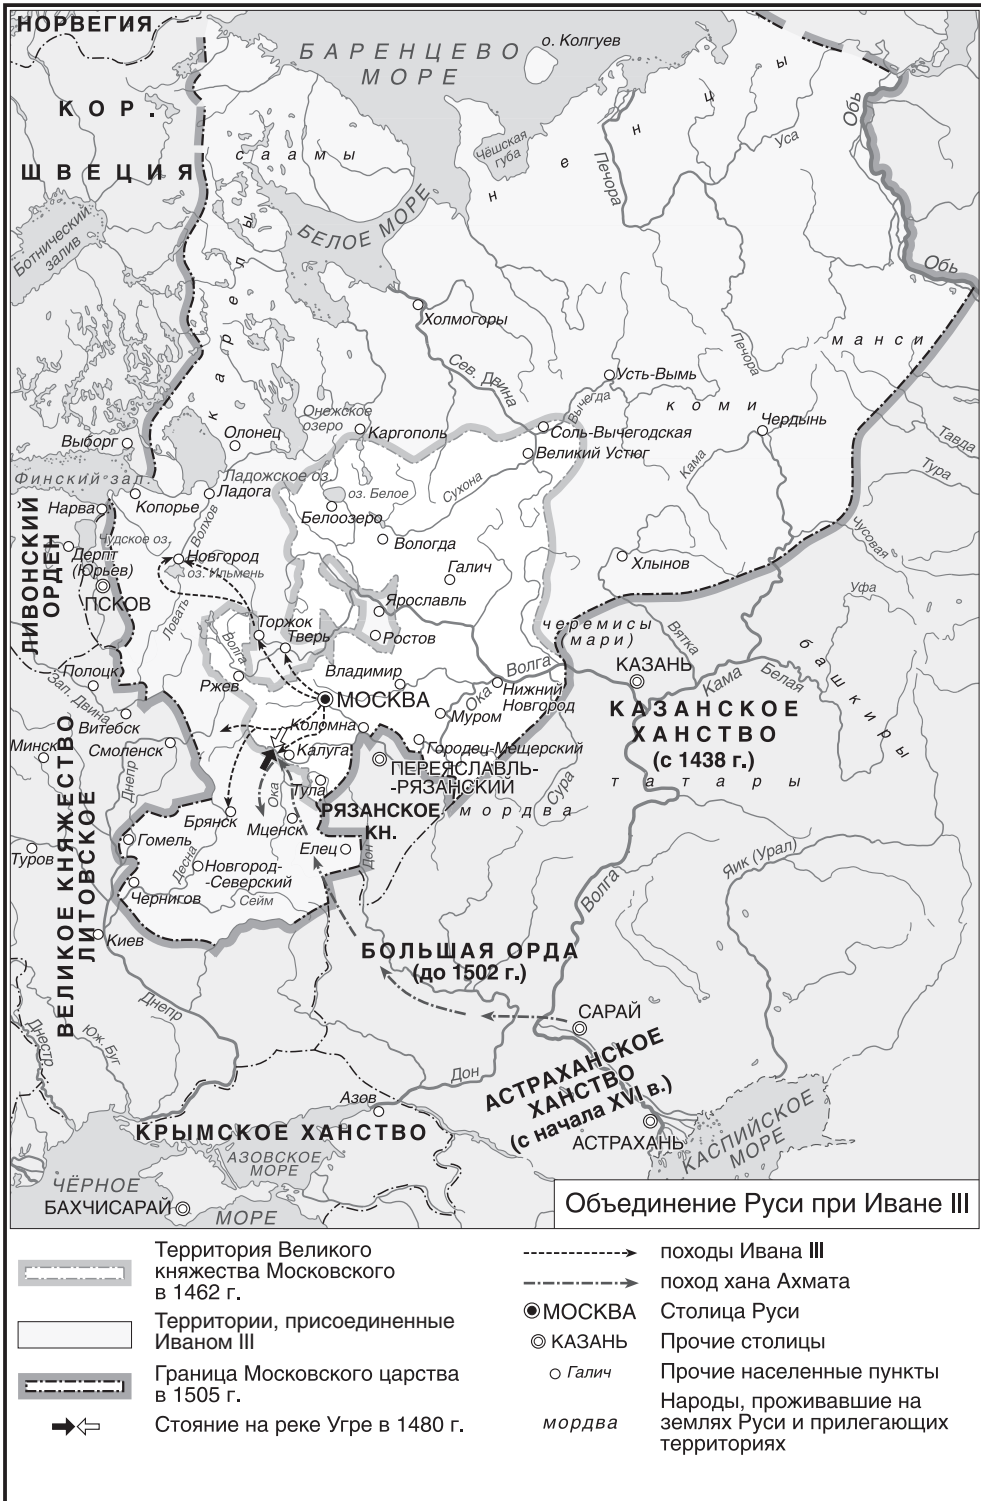 НОРВЕГИЯ
БАРЕНЦЕВО
МОРЕ
о. Колгуев
КОР.
ШВЕЦИЯ
саамы
Чёшская
губа
ненцы
Печора
Уса
Обь
Обь
Ботнический
залив
БЕЛОЕ МОРЕ
карелы
Холмогоры
Сев. Двина
Печора
манси
Усть-Вымь
Вычегда
коми
Чердынь
Онежское
озеро
Каргополь
Соль-Вычегодская
Великий Устюг
Кама
Тавда
Тура
Выборг
Олонец
Финский зал.
Ладожское оз.
Ладога
оз. Белое
Белоозеро
Сухона
Нарва
Копорье
Волхов
Чудское оз.
Дерпт
(Юрьев)
Новгород
оз. Ильмень
Вологда
Галич
Хлынов
Чусовая
Уфа
ЛИВОНСКИЙ
ОРДЕН
ПСКОВ
Ловать
Ярославль
Торжок
Тверь
Ростов
Волга
черемисы
(мари)
Вятка
башкиры
Полоцк
Зап. Двина
Ржев
Владимир
Волга
КАЗАНЬ
Кама
Белая
МОСКВА
Ока
Нижний
Новгород
КАЗАНСКОЕ
ХАНСТВО
(с 1438 г.)
Витебск
Минск
Смоленск
Коломна
Муром
Калуга
Городец-Мещерский
ПЕРЕЯСЛАВЛЬ-
-РЯЗАНСКИЙ
Сура
татары
Днепр
Ока
Тула
РЯЗАНСКОЕ
КН.
мордва
Брянск
Мценск
Гомель
Елец
Дон
Туров
Десна
Новгород-
-Северский
Волга
Яик (Урал)
Чернигов
Сейм
Киев
ВЕЛИКОЕ КНЯЖЕСТВО
ЛИТОВСКОЕ
БОЛЬШАЯ ОРДА
(до 1502 г.)
Днепр
Днестр
Юж. Буг
САРАЙ
Дон
АСТРАХАНСКОЕ
ХАНСТВО
(с начала XVI в.)
Азов
КРЫМСКОЕ ХАНСТВО
АСТРАХАНЬ
КАСПИЙСКОЕ
МОРЕ
АЗОВСКОЕ
МОРЕ
ЧЁРНОЕ
МОРЕ
БАХЧИСАРАЙ
Объединение Руси при Иване III
Территория Великого
княжества Московского
в 1462 г.
Территории, присоединенные
Иваном III
Граница Московского царства
в 1505 г.
Стояние на реке Угре в 1480 г.
походы Ивана III
поход хана Ахмата
МОСКВА Столица Руси
КАЗАНЬ Прочие столицы
Галич Прочие населенные пункты
мордва Народы, проживавшие на
землях Руси и прилегающих
территориях